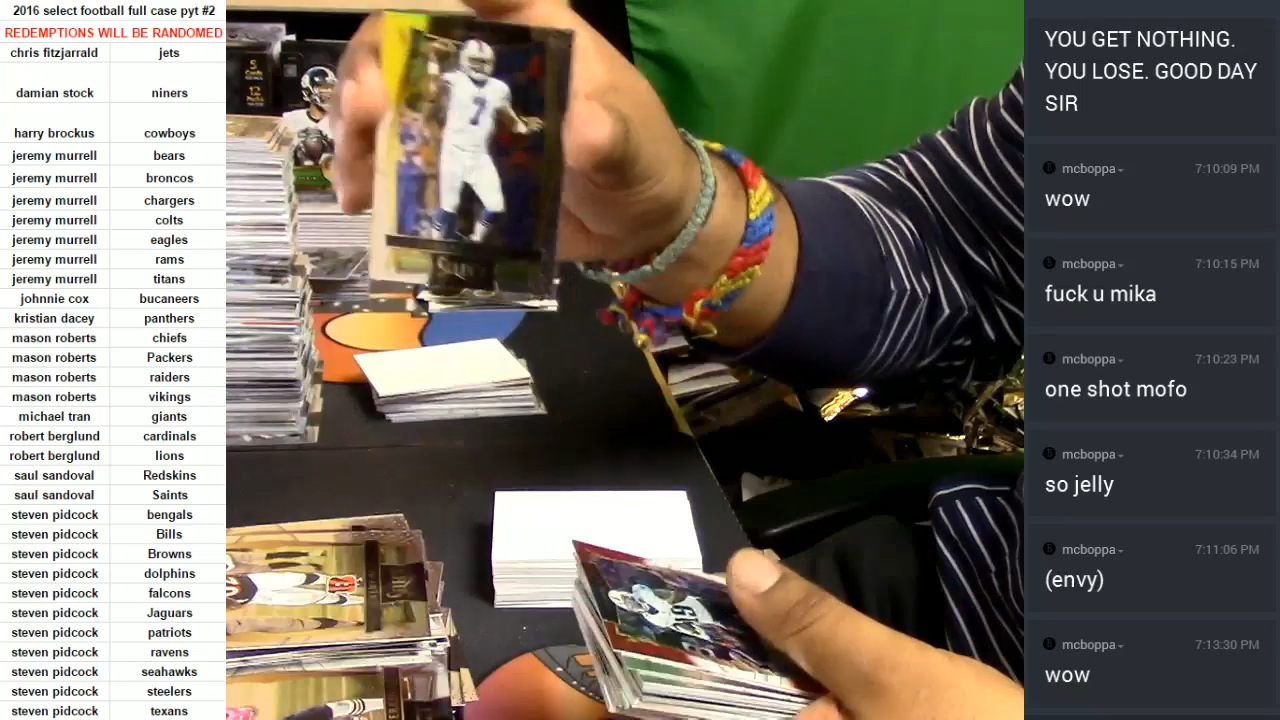 2016 select football full case pyt #2
REDEMPTIONS WILL BE RANDOMED
chris fitzjarrald jets
damian stock niners
harry brockus cowboys
jeremy murrell bears
jeremy murrell broncos
jeremy murrell chargers
jeremy murrell colts
jeremy murrell eagles
jeremy murrell rams
jeremy murrell titans
johnnie cox bucaneers
kristian dacey panthers
mason roberts chiefs
mason roberts Packers
mason roberts raiders
mason roberts vikings
michael tran giants
robert berglund cardinals
robert berglund lions
saul sandoval Redskins
saul sandoval Saints
steven pidcock bengals
steven pidcock Bills
steven pidcock Browns
steven pidcock dolphins
steven pidcock falcons
steven pidcock Jaguars
steven pidcock patriots
steven pidcock ravens
steven pidcock seahawks
steven pidcock steelers
steven pidcock texans
5
12
7
YOU GET NOTHING.
YOU LOSE. GOOD DAY
SIR
mcboppa 7:10:09 PM
wow
mcboppa 7:10:15 PM
fuck u mika
mcboppa 7:10:23 PM
one shot mofo
mcboppa 7:10:34 PM
so jelly
mcboppa 7:11:06 PM
(envy)
mcboppa 7:13:30 PM
wow